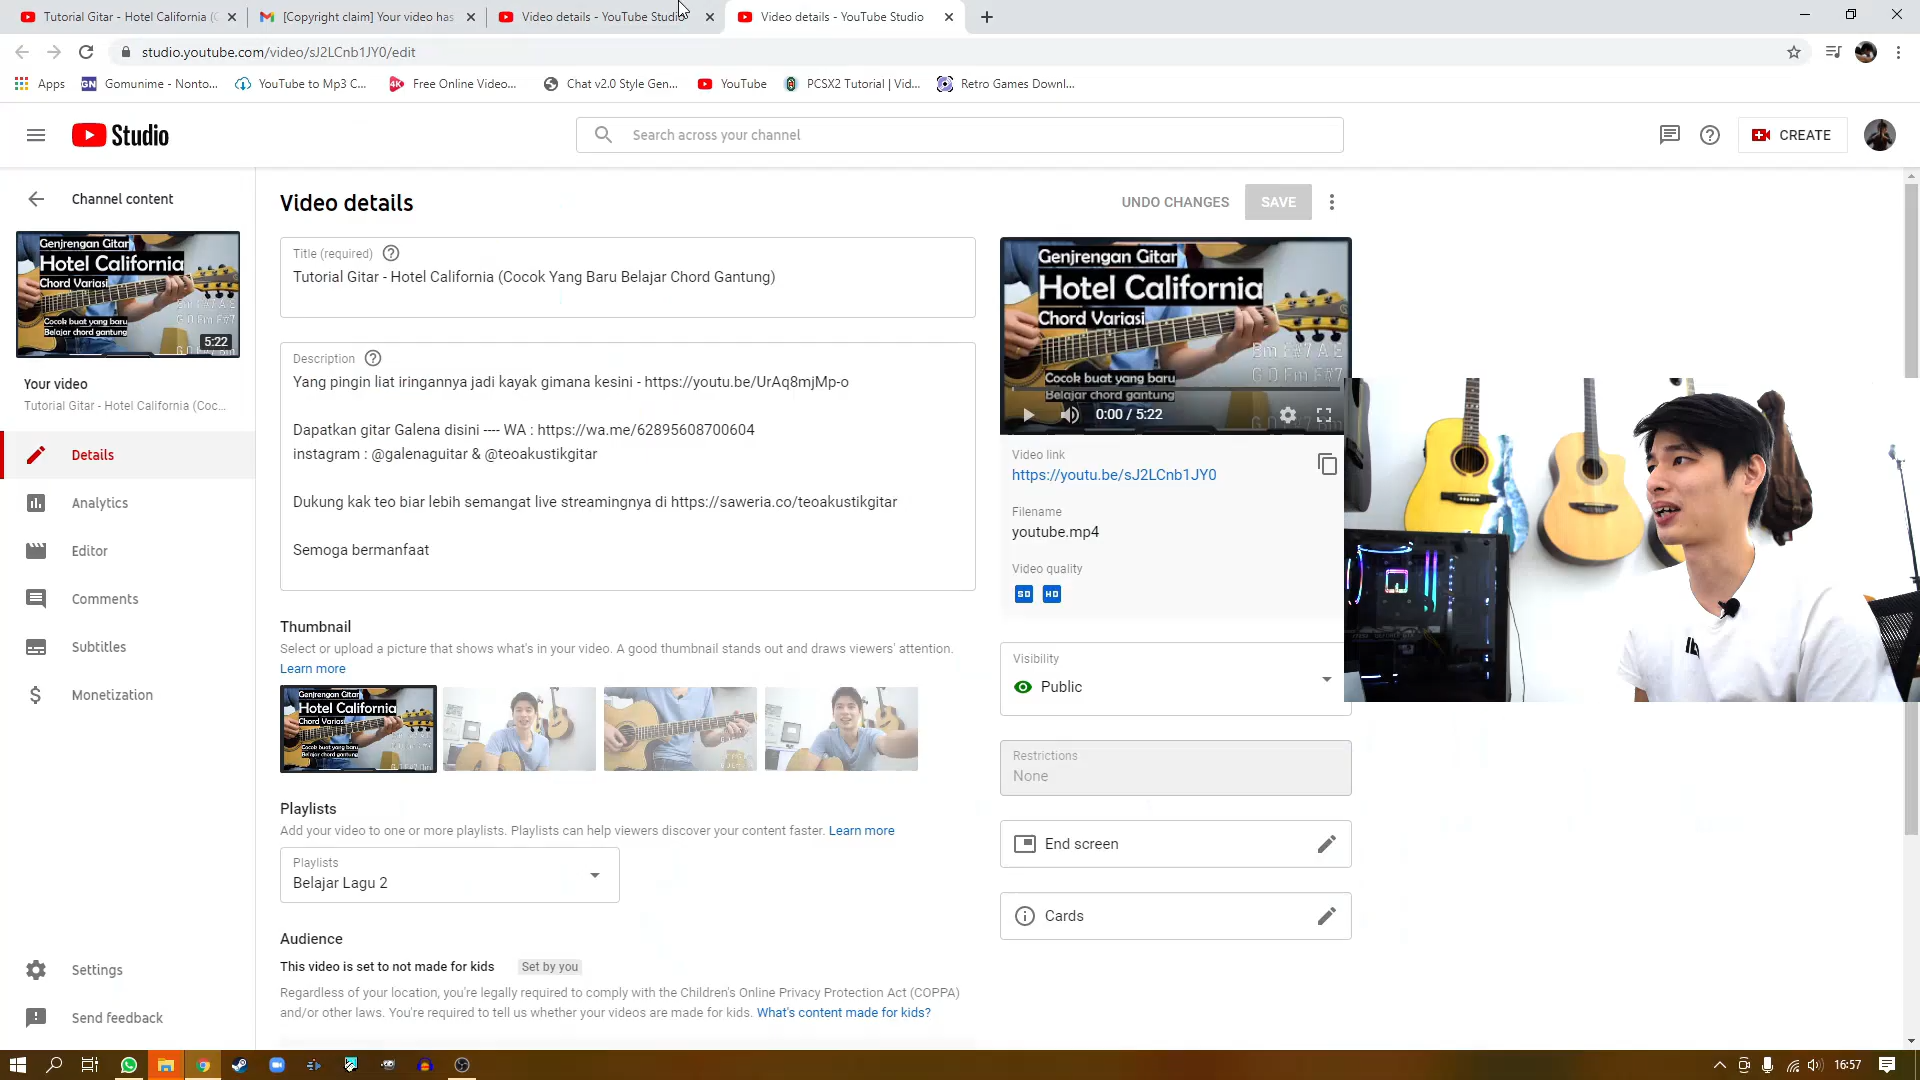 Tutorial Gitar - Hotel California (C
[Copyright claim] Your video has
Video details - YouTube Studio
Video details - YouTube Studio
studio.youtube.com/video/sJ2LCnb1JY0/edit
Apps
GN
Gomunime - Nonto...
YouTube to Mp3 C...
4K
Free Online Video...
Chat v2.0 Style Gen...
YouTube
PCSX2 Tutorial | Vid...
Retro Games Downl...
Studio
Search across your channel
CREATE
Channel content
Video details
UNDO CHANGES
SAVE
Genjrengan Gitar
Hotel California
Chord Variasi
Cocok buat yang baru
Belajar chord gantung
5:22
Your video
Tutorial Gitar - Hotel California (Coc...
Details
Analytics
Editor
Comments
Subtitles
Monetization
Settings
Send feedback
Title (required)
Tutorial Gitar - Hotel California (Cocok Yang Baru Belajar Chord Gantung)
Description
Yang pingin liat iringannya jadi kayak gimana kesini - https://youtu.be/UrAq8mjMp-o
Dapatkan gitar Galena disini ---- WA : https://wa.me/62895608700604
instagram : @galenaguitar & @teoakustikgitar
Dukung kak teo biar lebih semangat live streamingnya di https://saweria.co/teoakustikgitar
Semoga bermanfaat
Thumbnail
Select or upload a picture that shows what's in your video. A good thumbnail stands out and draws viewers' attention.
Learn more
Genjrengan Gitar
Hotel California
Chord Variasi
Cocok buat yang baru
Belajar chord gantung
Playlists
Add your video to one or more playlists. Playlists can help viewers discover your content faster. Learn more
Playlists
Belajar Lagu 2
Audience
This video is set to not made for kids
Set by you
Regardless of your location, you're legally required to comply with the Children's Online Privacy Protection Act (COPPA)
and/or other laws. You're required to tell us whether your videos are made for kids. What's content made for kids?
Genjrengan Gitar
Hotel California
Chord Variasi
Bm F#7 A E
G D Em F#7
Cocok buat yang baru
Belajar chord gantung
0:00 / 5:22
Video link
https://youtu.be/sJ2LCnb1JY0
Filename
youtube.mp4
Video quality
SD HD
Visibility
Public
Restrictions
None
End screen
Cards
16:57